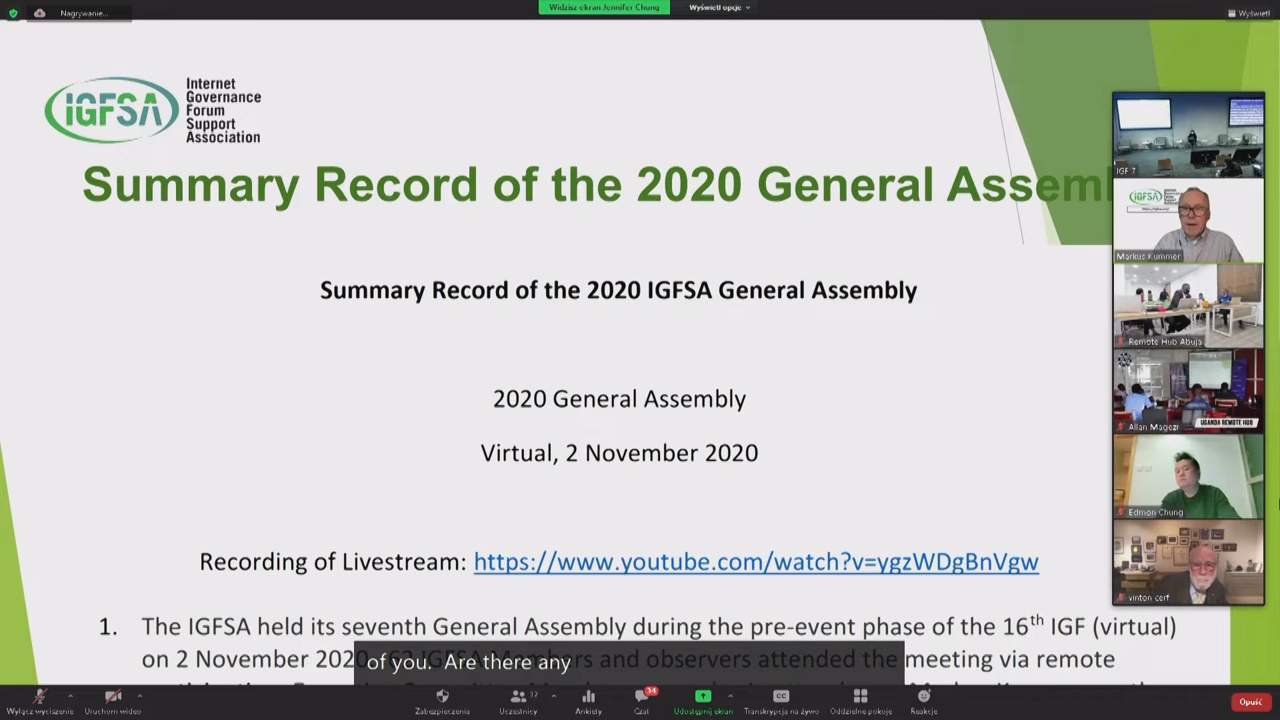 Nagrywanie...
Widzisz ekran Jennifer Chung
Wyświetl opcje
Wyświetl
IGFSA
Internet
Governance
Forum
Support
Association
Summary Record of the 2020 General Assem
Summary Record of the 2020 IGFSA General Assembly
2020 General Assembly
Virtual, 2 November 2020
Recording of Livestream: https://www.youtube.com/watch?v=ygzWDgBnVgw
1. The IGFSA held its seventh General Assembly during the pre-event phase of the 16th IGF (virtual)
on 2 November 2020 and observers attended the meeting via remote
of you. Are there any
IGF 7
IGFSA
Markus Kummer
Remote Hub Abuja
UGANDA REMOTE HUB
Allan Magezi
Edmon Chung
vinton cerf
Wyłącz wyciszenie
Uruchom wideo
Zabezpieczenia
Uczestnicy
Ankiety
34
Czat
Udostępnij ekran
CC
Transkrypcja na żywo
Oddzielne pokoje
Reakcje
Opuść